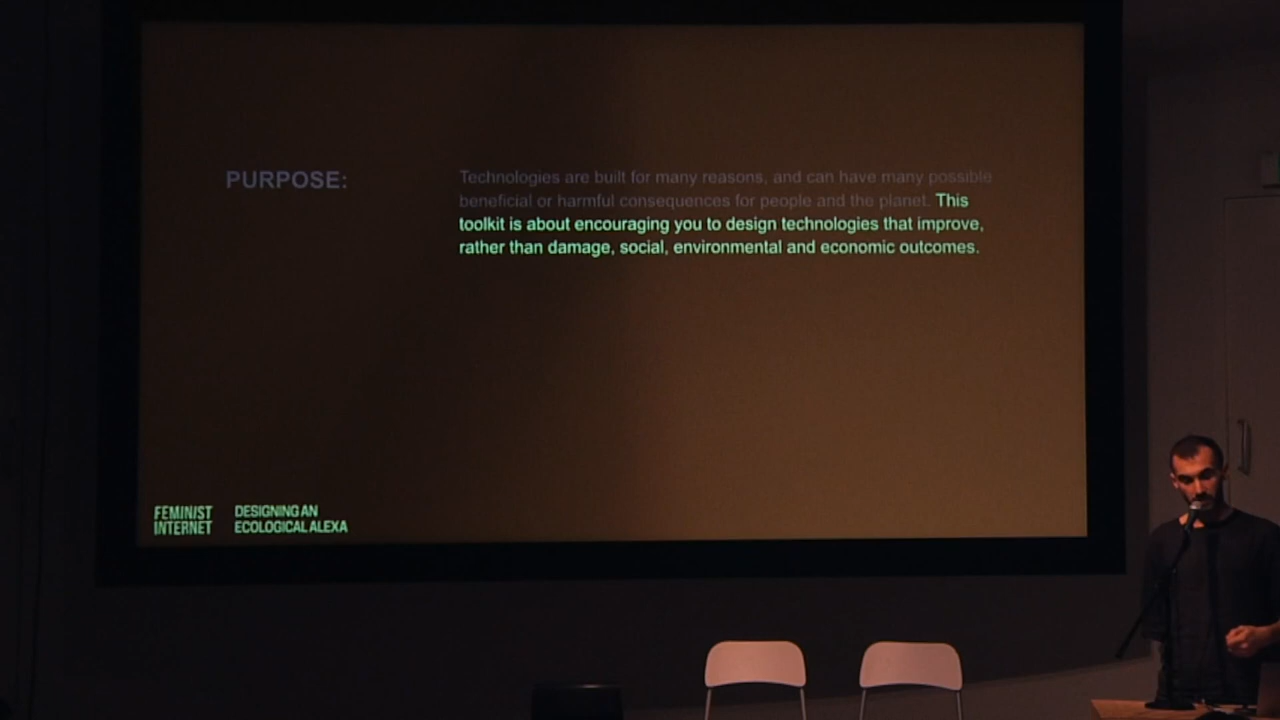 PURPOSE:
Technologies are built for many reasons, and can have many possible
beneficial or harmful consequences for people and the planet. This
toolkit is about encouraging you to design technologies that improve,
rather than damage, social, environmental and economic outcomes.
FEMINIST
INTERNET
DESIGNING AN
ECOLOGICAL ALEXA